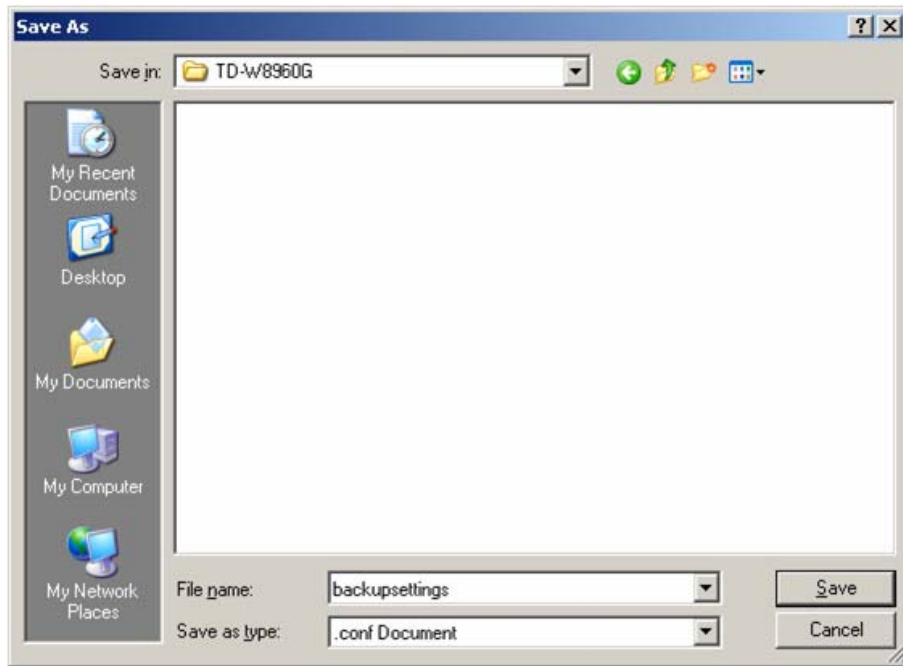 Save As
Save in:
TD-W8960G
My Recent
Documents
Desktop
My Documents
My Computer
My Network
Places
File name:
backupsettings
Save
Save as type:
.conf Document
Cancel